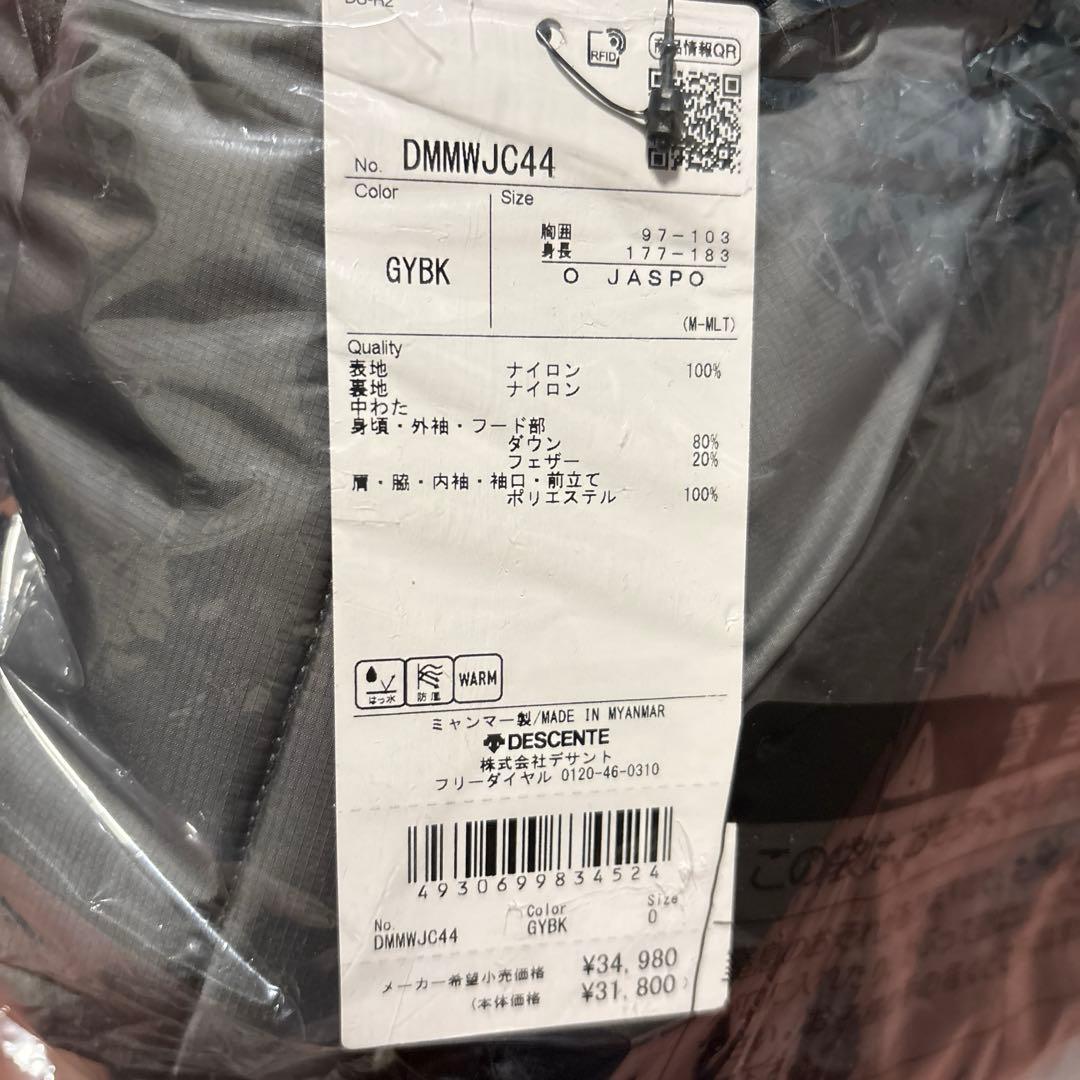 DS-R2
RFID
商品情報QR
No. DMMWJC44
Color
Size
胸囲 97-103
身長 177-183
GYBK
O JASPO
(M-MLT)
Quality
表地 ナイロン 100%
裏地 ナイロン
中わた
身頃・外袖・フード部
ダウン 80%
フェザー 20%
肩・脇・内袖・袖口・前立て
ポリエステル 100%
はっ水
防風
WARM
ミャンマー製/MADE IN MYANMAR
DESCENTE
株式会社デサント
フリーダイヤル 0120-46-0310
4930699834524
No. Color Size
DMMWJC44 GYBK O
メーカー希望小売価格 ¥34,980
(本体価格 ¥31,800)
この袋に